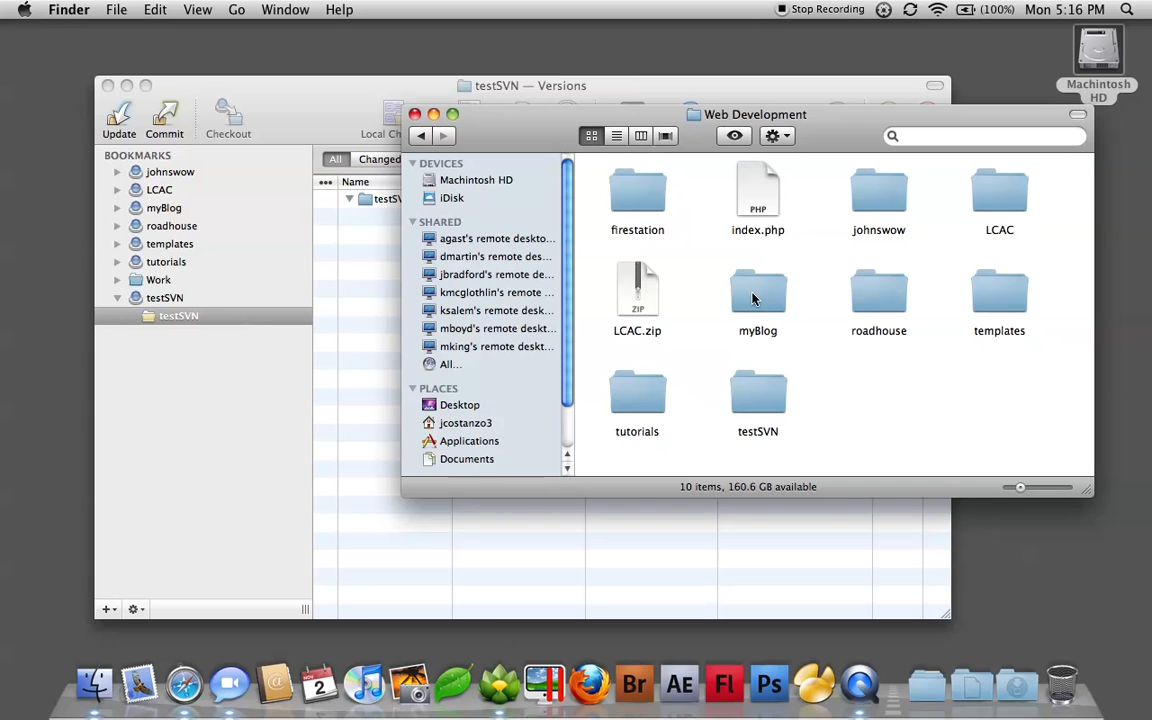 Finder File Edit View Go Window Help Stop Recording (100%) Mon 5:16 PM
Machintosh HD
testSVN — Versions
Update Commit Checkout Local Ch
BOOKMARKS
johnswow
LCAC
myBlog
roadhouse
templates
tutorials
Work
testSVN
testSVN
All Changed
Name
testSV
Web Development
DEVICES
Machintosh HD
iDisk
SHARED
agast's remote deskto...
dmartin's remote des...
jbradford's remote de...
kmcglothlin's remote ...
ksalem's remote desk...
mboyd's remote deskt...
mking's remote deskt...
All...
PLACES
Desktop
jcostanzo3
Applications
Documents
PHP
firestation index.php johnswow LCAC
ZIP
LCAC.zip myBlog roadhouse templates
tutorials testSVN
10 items, 160.6 GB available
2
Br AE Fl Ps